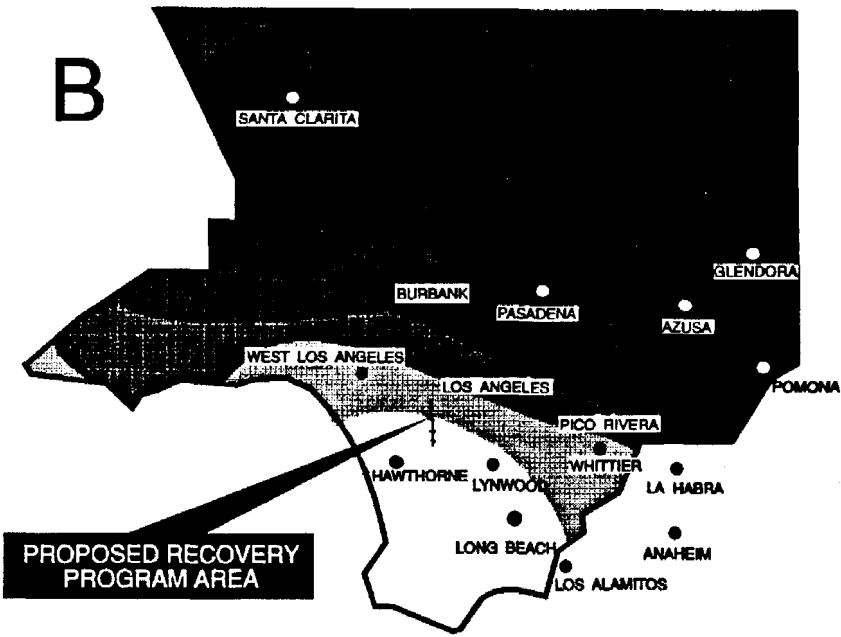 B
SANTA CLARITA
GLENDORA
BURBANK
PASADENA
AZUSA
WEST LOS ANGELES
LOS ANGELES
POMONA
PICO RIVERA
HAWTHORNE
LYNWOOD
WHITTIER
LA HABRA
LONG BEACH
ANAHEIM
PROPOSED RECOVERY
PROGRAM AREA
LOS ALAMITOS